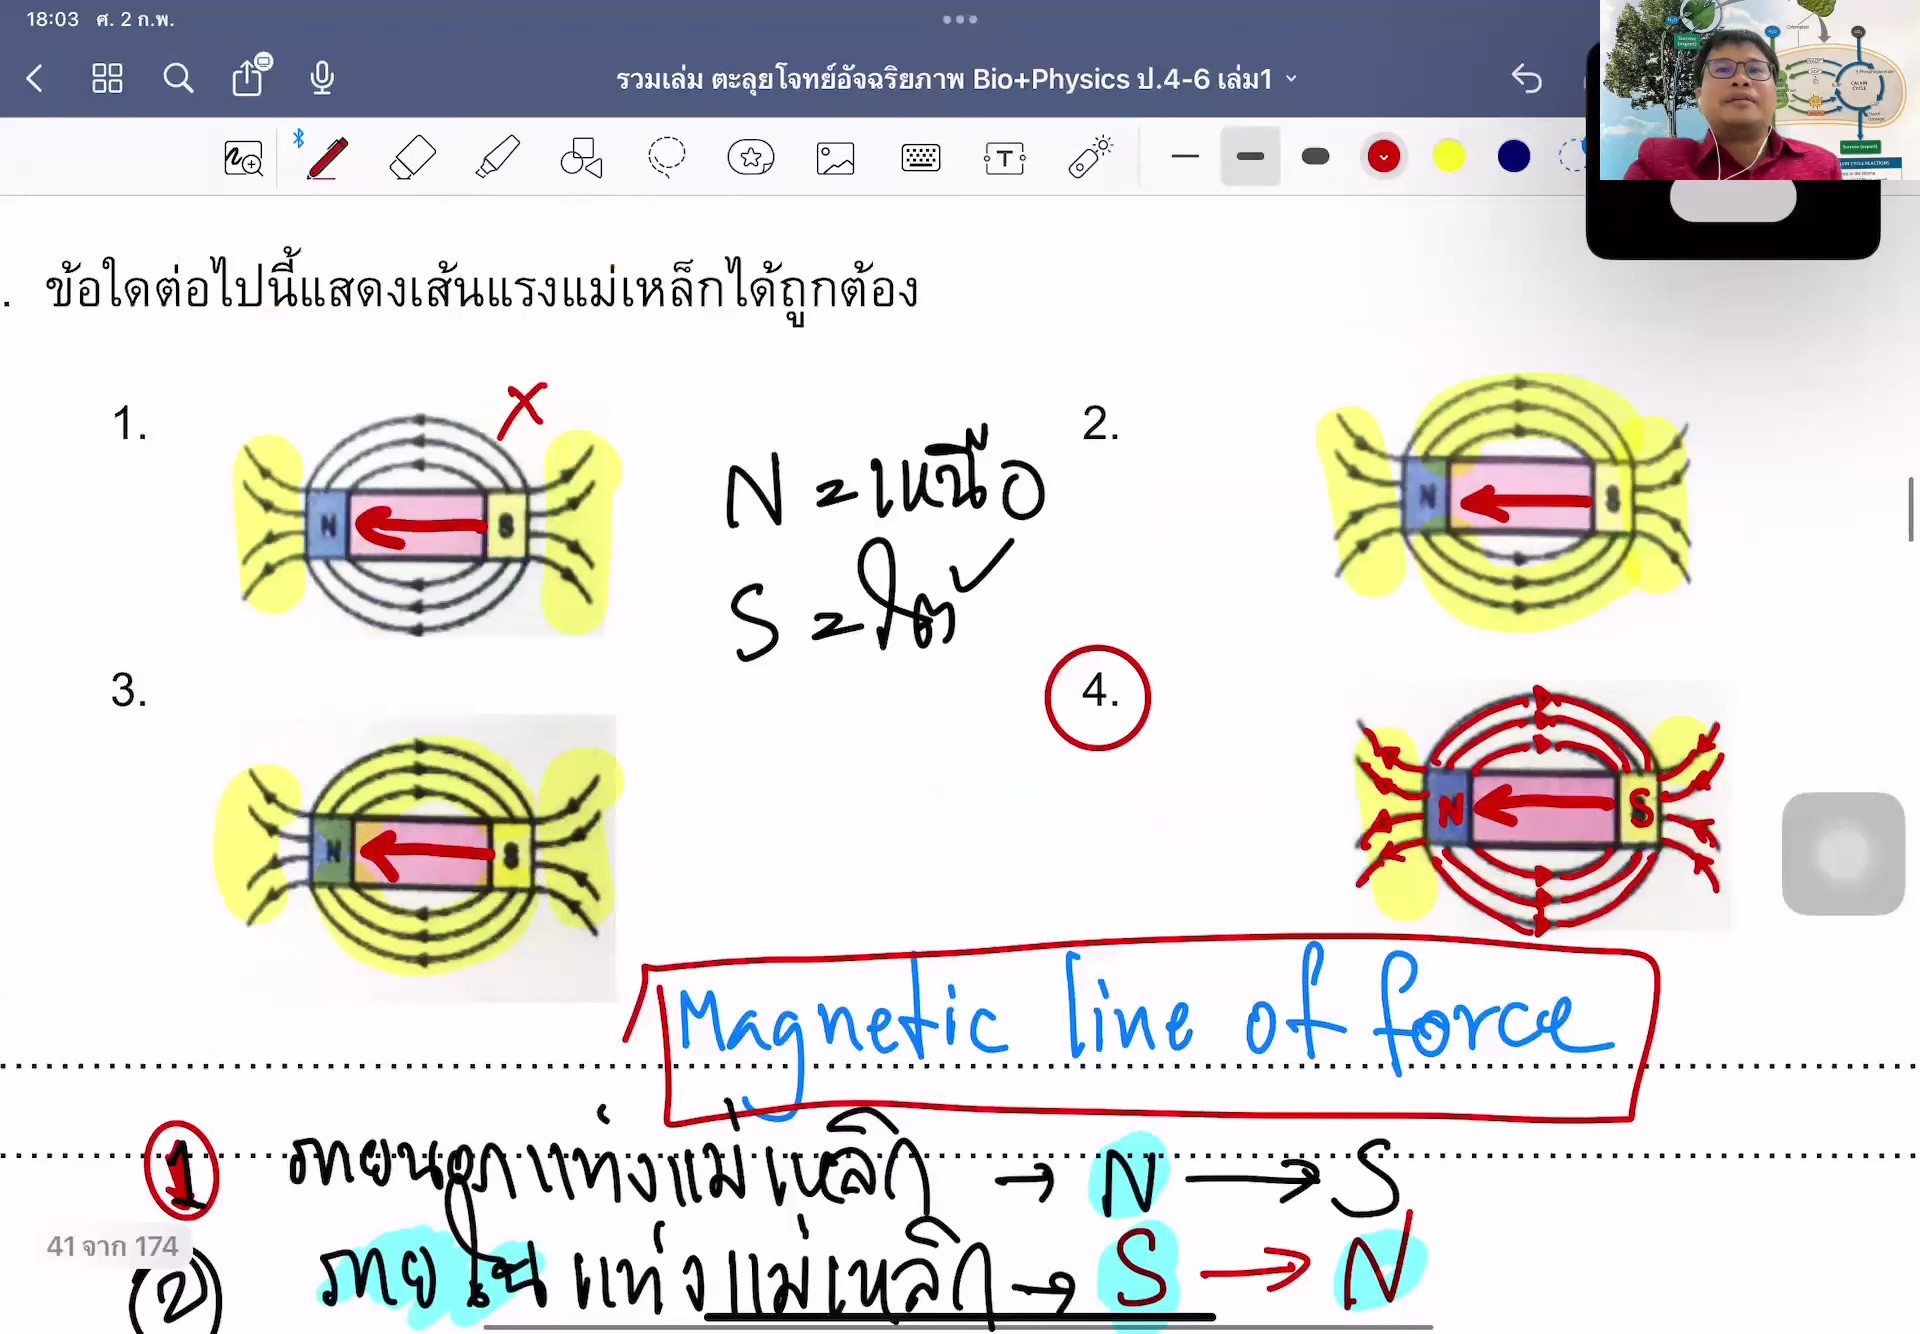 18:03 ศ. 2 ก.พ.
รวมเล่ม ตะลุยโจทย์อัจฉริยภาพ Bio+Physics ป.4-6 เล่ม1
. ข้อใดต่อไปนี้แสดงเส้นแรงแม่เหล็กได้ถูกต้อง
1.
N S
N = เหนือ
S = ใต้
2.
N S
3.
N S
4.
N S
Magnetic line of force
1 ภายนอกแท่งแม่เหล็ก → N → S
2 ภายในแท่งแม่เหล็ก → S → N
41 จาก 174